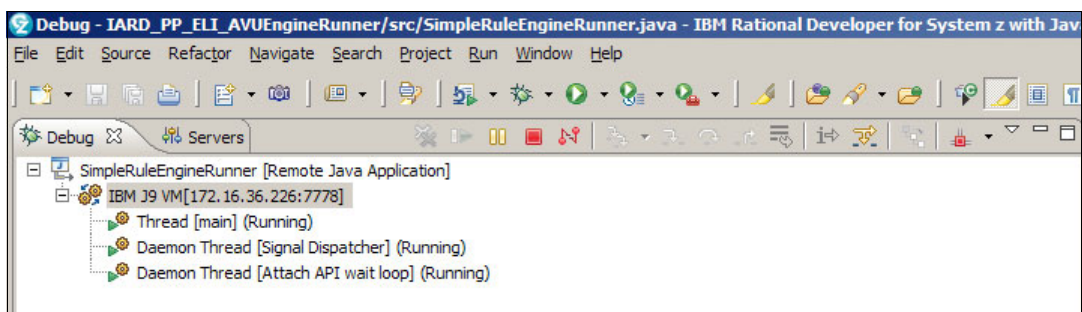 Debug - IARD_PP_ELI_AVUEngineRunner/src/SimpleRuleEngineRunner.java - IBM Rational Developer for System z with Jav
File Edit Source Refactor Navigate Search Project Run Window Help
Debug Servers
SimpleRuleEngineRunner [Remote Java Application]
IBM J9 VM[172.16.36.226:7778]
Thread [main] (Running)
Daemon Thread [Signal Dispatcher] (Running)
Daemon Thread [Attach API wait loop] (Running)